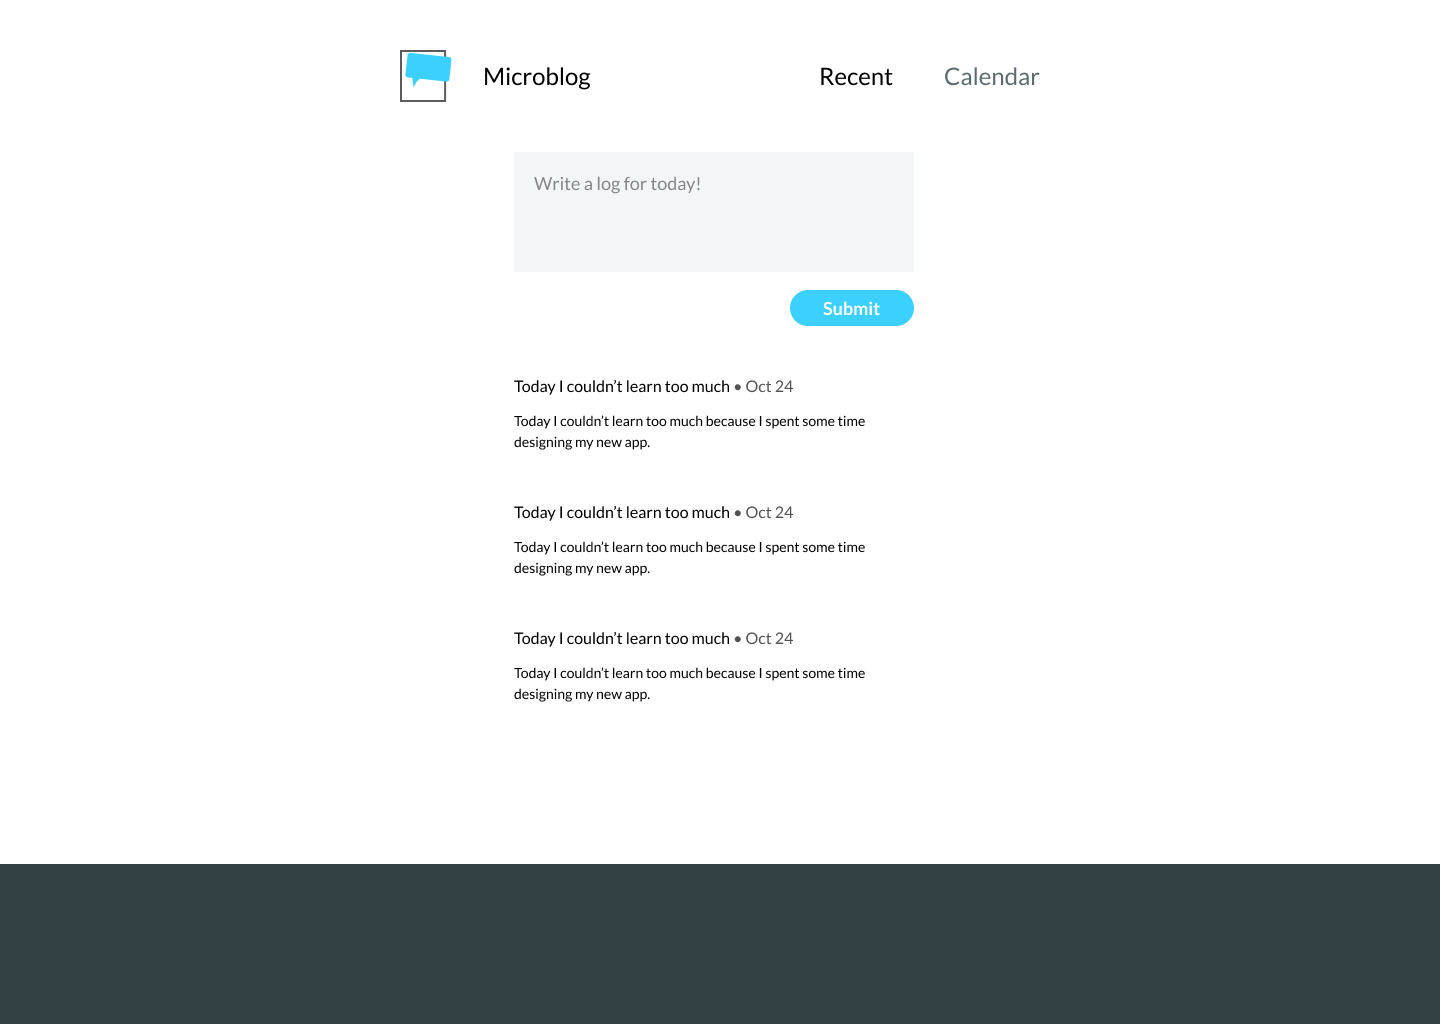 Microblog
Recent
Calendar
Write a log for today!
Submit
Today I couldn’t learn too much • Oct 24
Today I couldn’t learn too much because I spent some time
designing my new app.
Today I couldn’t learn too much • Oct 24
Today I couldn’t learn too much because I spent some time
designing my new app.
Today I couldn’t learn too much • Oct 24
Today I couldn’t learn too much because I spent some time
designing my new app.